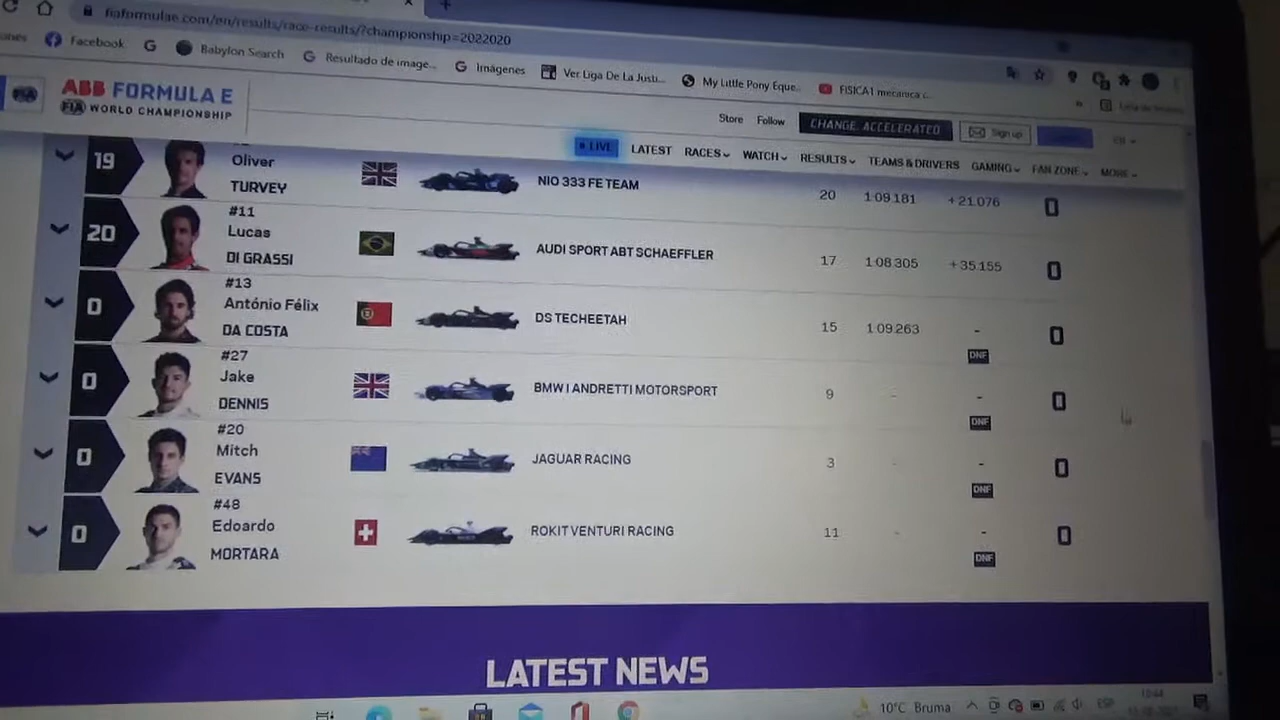 fiaformulae.com/en/results/race-results/?championship=2022020
Facebook
Babylon Search
Resultado de image...
Imágenes
Ver Liga De La Justi...
My Little Pony Eque...
FISICA1 mecanica c...
ABB FORMULA E
FIA WORLD CHAMPIONSHIP
Store Follow CHANGE. ACCELERATED Sign up
LIVE LATEST RACES WATCH RESULTS TEAMS & DRIVERS GAMING FAN ZONE MORE
19 Oliver TURVEY NIO 333 FE TEAM 20 1:09.181 +21.076 0
#11
20 Lucas DI GRASSI AUDI SPORT ABT SCHAEFFLER 17 1:08.305 +35.155 0
#13
0 António Félix DA COSTA DS TECHEETAH 15 1:09.263 - DNF 0
#27
0 Jake DENNIS BMW I ANDRETTI MOTORSPORT 9 - - DNF 0
#20
0 Mitch EVANS JAGUAR RACING 3 - - DNF 0
#48
0 Edoardo MORTARA ROKIT VENTURI RACING 11 - - DNF 0
LATEST NEWS
10°C Bruma ESP